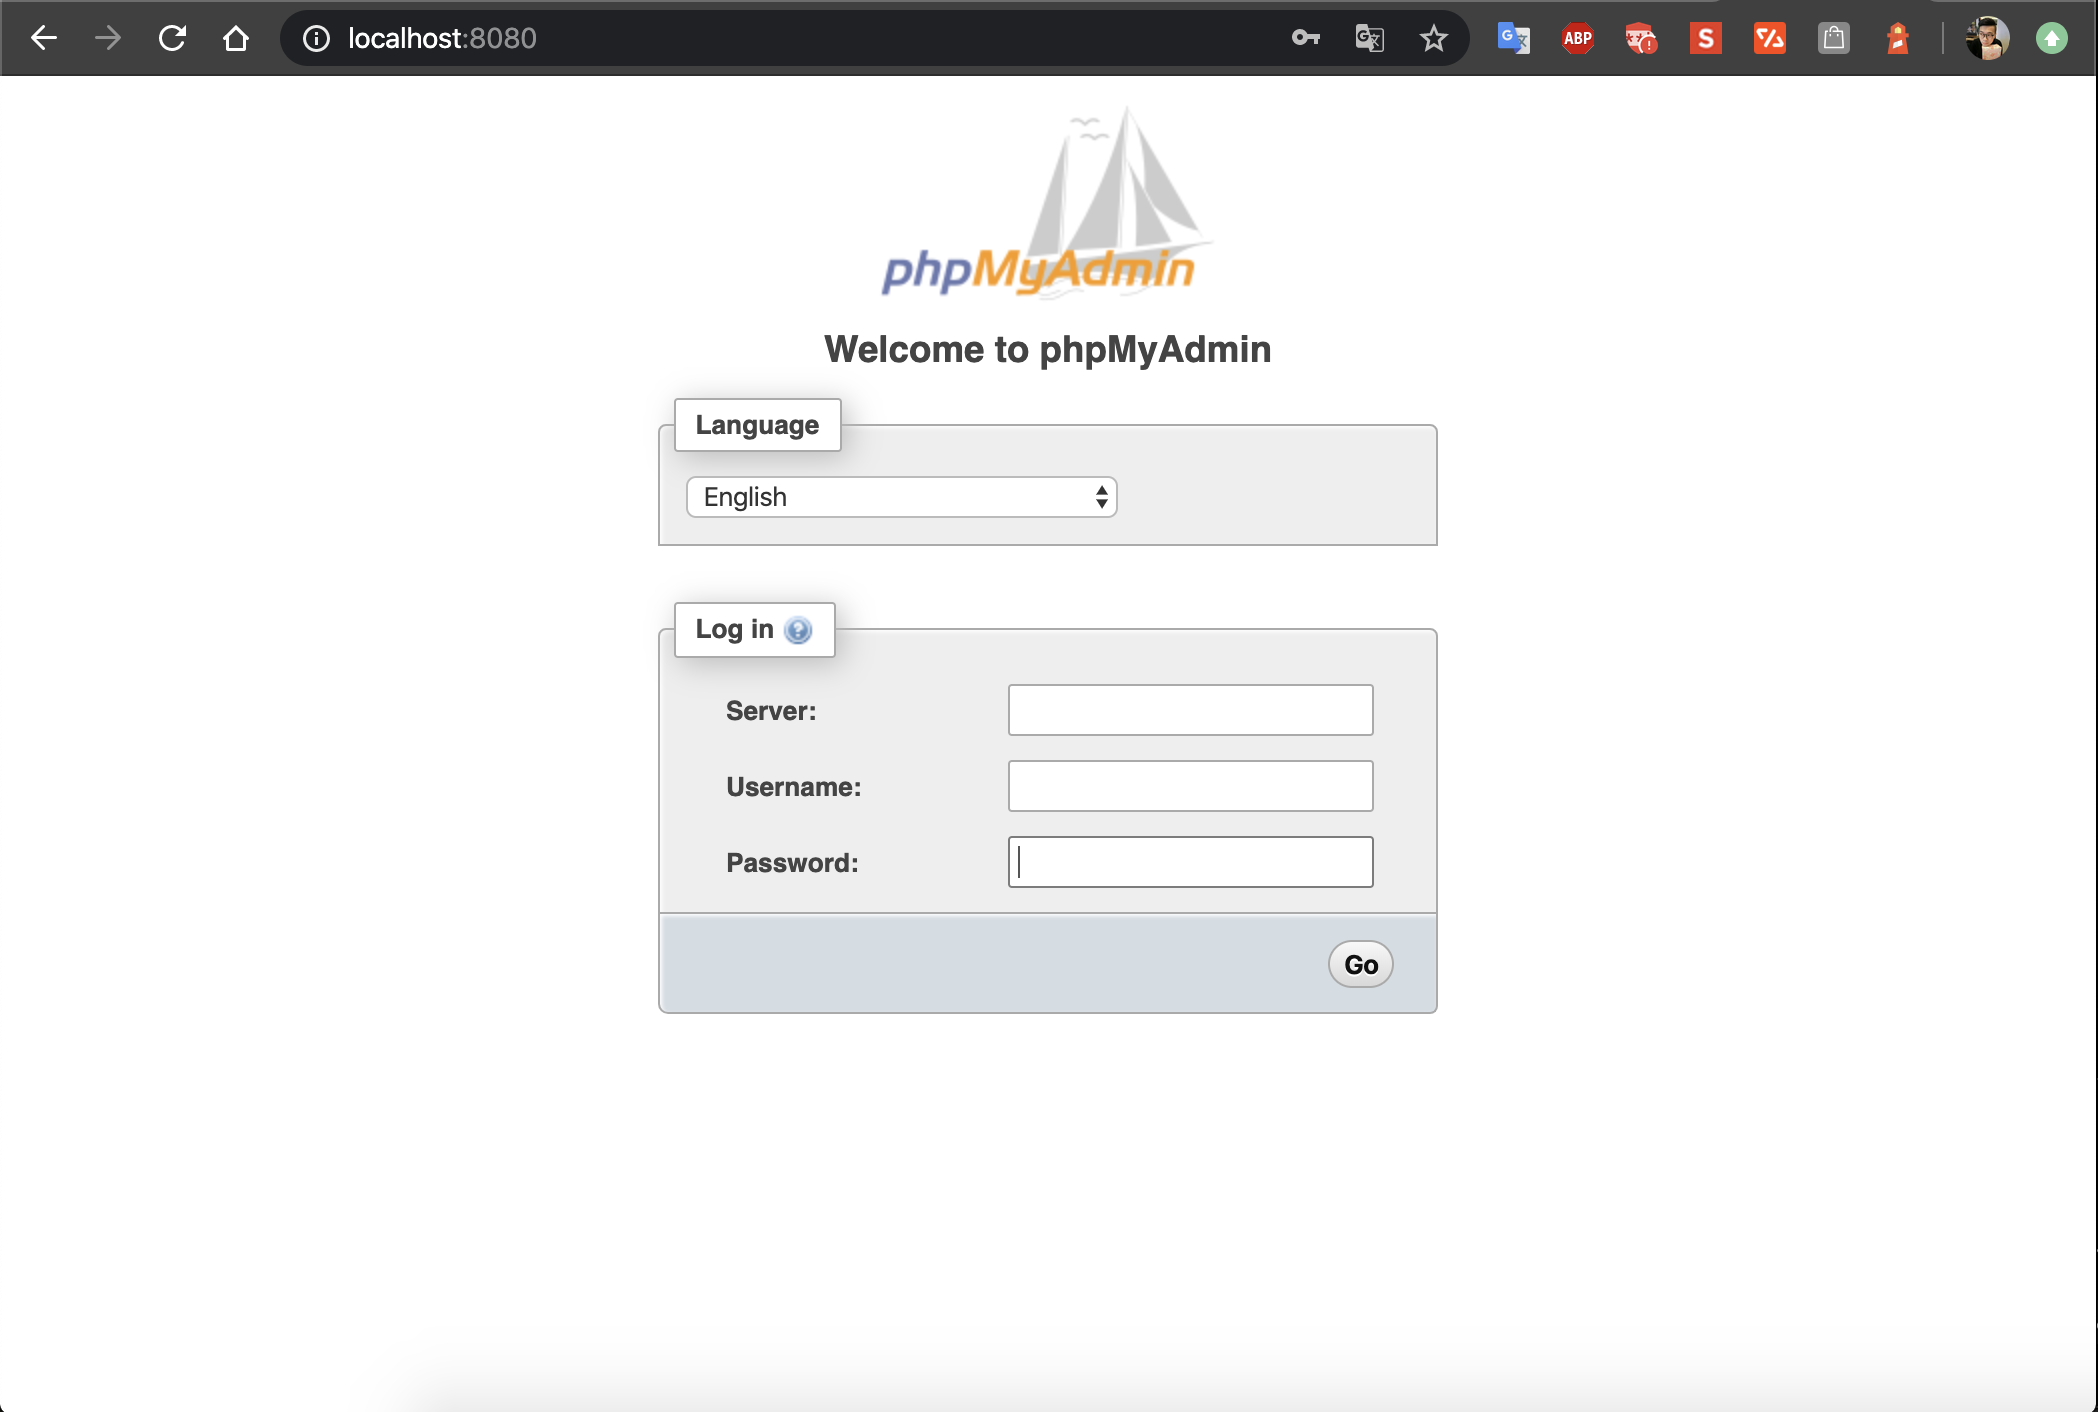 localhost:8080
ABP
S
phpMyAdmin
Welcome to phpMyAdmin
Language
English
Log in
Server:
Username:
Password:
Go